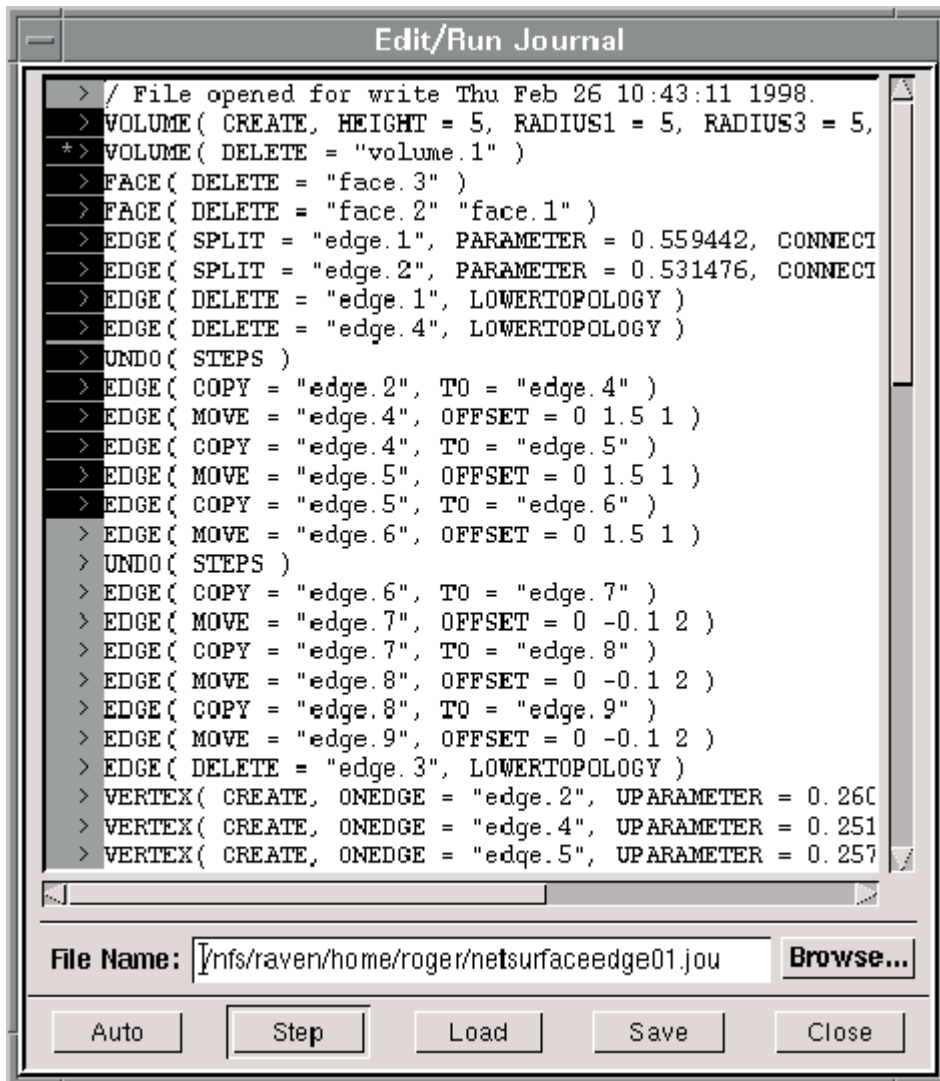 Edit/Run Journal
> / File opened for write Thu Feb 26 10:43:11 1998.
> VOLUME( CREATE, HEIGHT = 5, RADIUS1 = 5, RADIUS3 = 5,
*> VOLUME( DELETE = "volume.1" )
> FACE( DELETE = "face.3" )
> FACE( DELETE = "face.2" "face.1" )
> EDGE( SPLIT = "edge.1", PARAMETER = 0.559442, CONNECT
> EDGE( SPLIT = "edge.2", PARAMETER = 0.531476, CONNECT
> EDGE( DELETE = "edge.1", LOWERTOPOLOGY )
> EDGE( DELETE = "edge.4", LOWERTOPOLOGY )
> UNDO( STEPS )
> EDGE( COPY = "edge.2", TO = "edge.4" )
> EDGE( MOVE = "edge.4", OFFSET = 0 1.5 1 )
> EDGE( COPY = "edge.4", TO = "edge.5" )
> EDGE( MOVE = "edge.5", OFFSET = 0 1.5 1 )
> EDGE( COPY = "edge.5", TO = "edge.6" )
> EDGE( MOVE = "edge.6", OFFSET = 0 1.5 1 )
> UNDO( STEPS )
> EDGE( COPY = "edge.6", TO = "edge.7" )
> EDGE( MOVE = "edge.7", OFFSET = 0 -0.1 2 )
> EDGE( COPY = "edge.7", TO = "edge.8" )
> EDGE( MOVE = "edge.8", OFFSET = 0 -0.1 2 )
> EDGE( COPY = "edge.8", TO = "edge.9" )
> EDGE( MOVE = "edge.9", OFFSET = 0 -0.1 2 )
> EDGE( DELETE = "edge.3", LOWERTOPOLOGY )
> VERTEX( CREATE, ONEDGE = "edge.2", UPARAMETER = 0.260
> VERTEX( CREATE, ONEDGE = "edge.4", UPARAMETER = 0.251
> VERTEX( CREATE, ONEDGE = "edge.5", UPARAMETER = 0.257
File Name: /nfs/raven/home/roger/netsurfaceedge01.jou Browse...
Auto Step Load Save Close